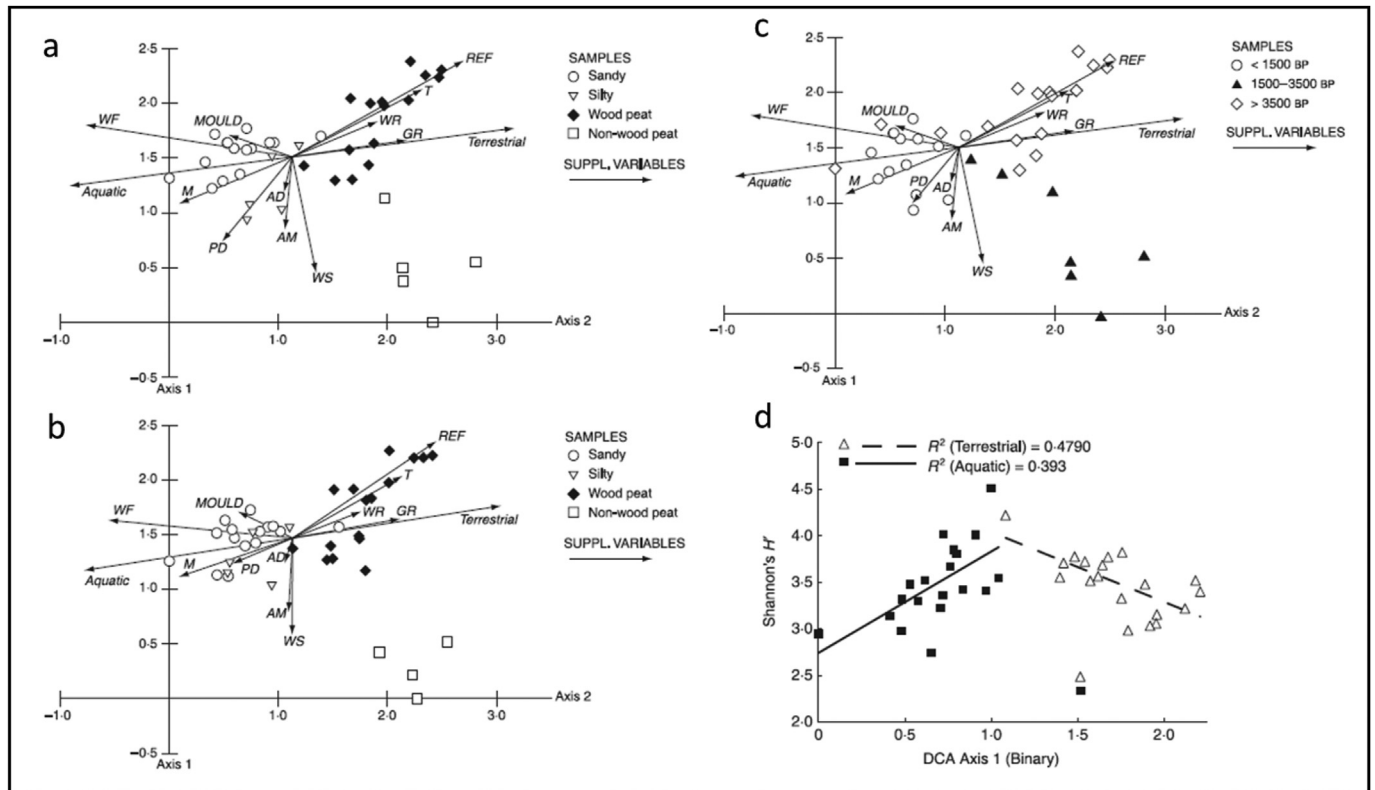 a
2·5
2·0
1·5
1·0
0·5
−0·5
Axis 1
−1·0
1·0
2·0
3·0
Axis 2
WF
MOULD
Aquatic
M
PD
AD
AM
WS
REF
T
WR
GR
Terrestrial
SAMPLES
Sandy
Silty
Wood peat
Non-wood peat
SUPPL. VARIABLES
b
2·5
2·0
1·5
1·0
0·5
−0·5
Axis 1
−1·0
1·0
2·0
3·0
Axis 2
WF
MOULD
Aquatic
M
PD
AD
AM
WS
REF
T
WR
GR
Terrestrial
SAMPLES
Sandy
Silty
Wood peat
Non-wood peat
SUPPL. VARIABLES
c
2·5
2·0
1·5
1·0
0·5
−0·5
Axis 1
−1·0
1·0
2·0
3·0
Axis 2
WF
MOULD
Aquatic
M
PD
AD
AM
WS
REF
T
WR
GR
Terrestrial
SAMPLES
< 1500 BP
1500–3500 BP
> 3500 BP
SUPPL. VARIABLES
d
5·0
4·5
4·0
3·5
3·0
2·5
2·0
Shannon's H′
R² (Terrestrial) = 0·4790
R² (Aquatic) = 0·393
0
0·5
1·0
1·5
2·0
DCA Axis 1 (Binary)